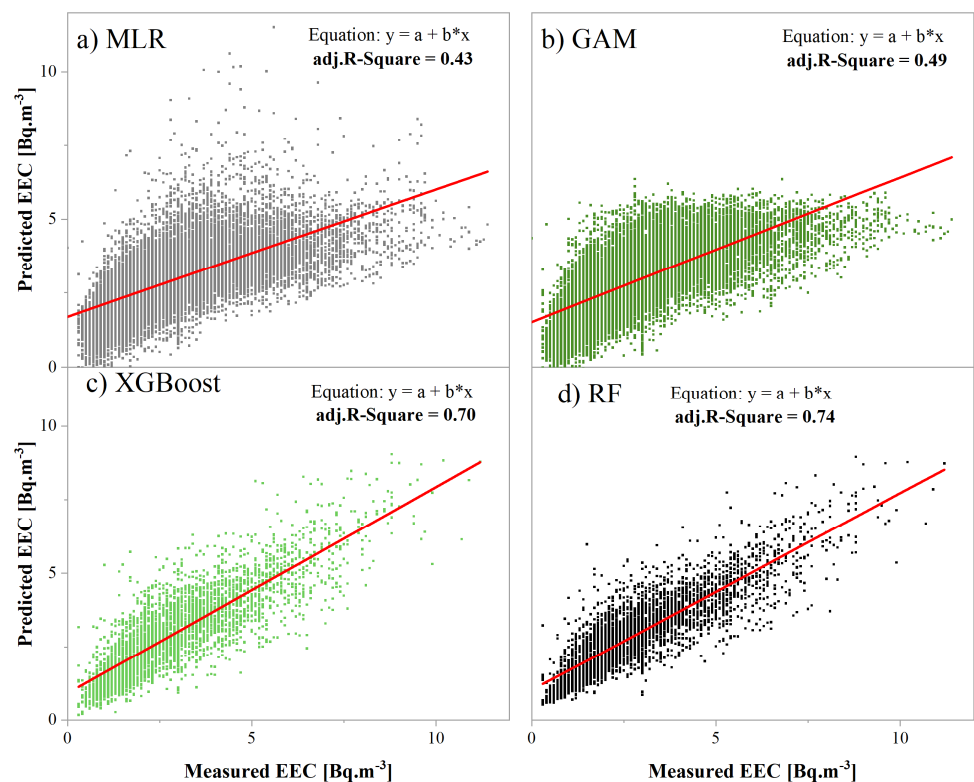 a) MLR
Equation: y = a + b*x
adj.R-Square = 0.43
b) GAM
Equation: y = a + b*x
adj.R-Square = 0.49
10
5
0
Predicted EEC [Bq.m-3]
c) XGBoost
Equation: y = a + b*x
adj.R-Square = 0.70
d) RF
Equation: y = a + b*x
adj.R-Square = 0.74
10
5
0
Predicted EEC [Bq.m-3]
0 5 10
0 5 10
Measured EEC [Bq.m-3]
Measured EEC [Bq.m-3]